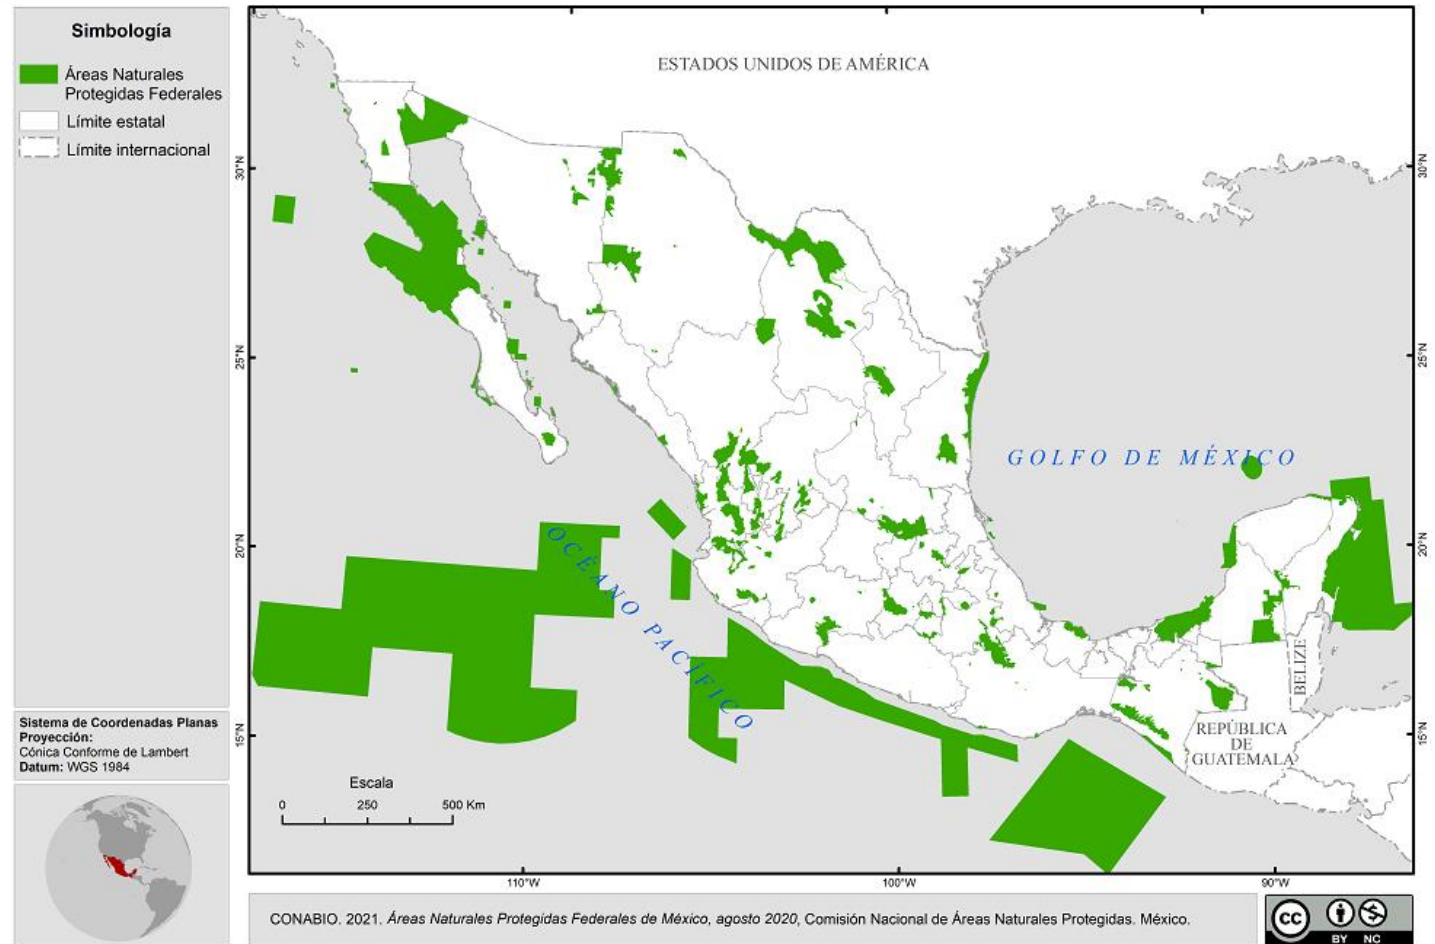 Simbología
Áreas Naturales
Protegidas Federales
Límite estatal
Límite internacional
ESTADOS UNIDOS DE AMÉRICA
GOLFO DE MÉXICO
OCÉANO PACÍFICO
BELIZE
REPÚBLICA
DE
GUATEMALA
30°N
25°N
20°N
15°N
30°N
25°N
20°N
15°N
Escala
0 250 500 Km
110°W 100°W 90°W
Sistema de Coordenadas Planas
Proyección:
Cónica Conforme de Lambert
Datum: WGS 1984
CONABIO. 2021. Áreas Naturales Protegidas Federales de México, agosto 2020, Comisión Nacional de Áreas Naturales Protegidas. México.
cc
BY NC